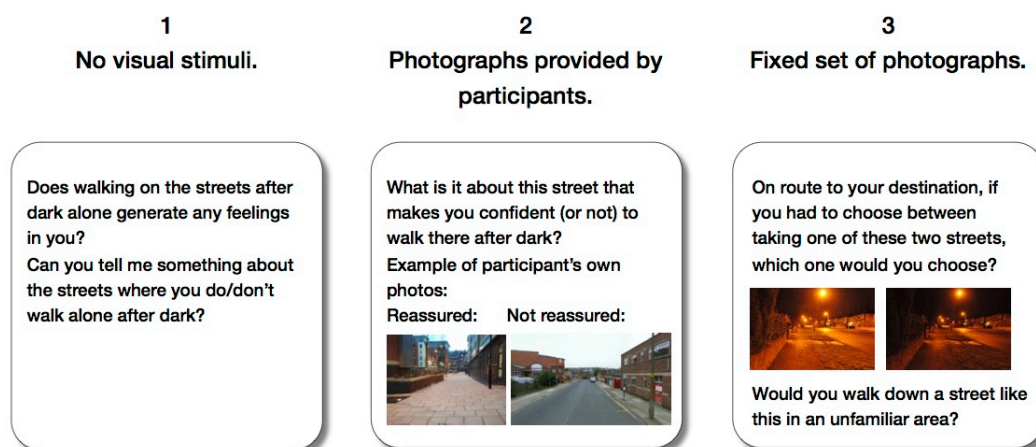 1
No visual stimuli.
2
Photographs provided by
participants.
3
Fixed set of photographs.
Does walking on the streets after
dark alone generate any feelings
in you?
Can you tell me something about
the streets where you do/don't
walk alone after dark?
What is it about this street that
makes you confident (or not) to
walk there after dark?
Example of participant's own
photos:
Reassured: Not reassured:
On route to your destination, if
you had to choose between
taking one of these two streets,
which one would you choose?
Would you walk down a street like
this in an unfamiliar area?